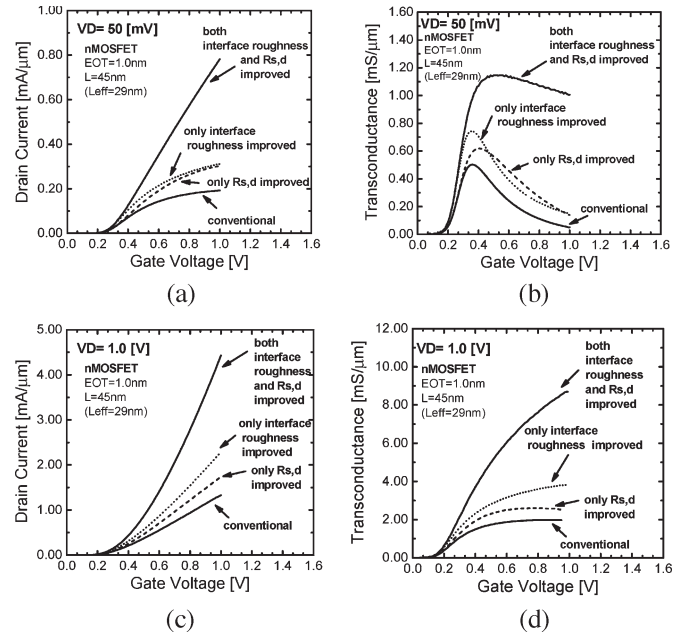 VD= 50 [mV]
nMOSFET
EOT=1.0nm
L=45nm
(Leff=29nm)
both
interface roughness
and Rs,d
improved
only interface
roughness improved
only Rs,d improved
conventional
1.00
0.80
0.60
0.40
0.20
0.00
0.0 0.2 0.4 0.6 0.8 1.0 1.2 1.4 1.6
Drain Current [mA/μm]
Gate Voltage [V]
(a)
VD= 50 [mV]
nMOSFET
EOT=1.0nm
L=45nm
(Leff=29nm)
both
interface roughness
and Rs,d
improved
only interface
roughness improved
only Rs,d improved
conventional
1.60
1.40
1.20
1.00
0.80
0.60
0.40
0.20
0.00
0.0 0.2 0.4 0.6 0.8 1.0 1.2 1.4 1.6
Transconductance [mS/μm]
Gate Voltage [V]
(b)
VD= 1.0 [V]
nMOSFET
EOT=1.0nm
L=45nm
(Leff=29nm)
both
interface
roughness
and Rs,d
improved
only interface
roughness
improved
only Rs,d
improved
conventional
5.00
4.00
3.00
2.00
1.00
0.00
0.0 0.2 0.4 0.6 0.8 1.0 1.2 1.4 1.6
Drain Current [mA/μm]
Gate Voltage [V]
(c)
VD= 1.0 [V]
nMOSFET
EOT=1.0nm
L=45nm
(Leff=29nm)
both
interface
roughness
and Rs,d
improved
only interface
roughness improved
only Rs,d
improved
conventional
12.00
10.00
8.00
6.00
4.00
2.00
0.00
0.0 0.2 0.4 0.6 0.8 1.0 1.2 1.4 1.6
Transconductance [mS/μm]
Gate Voltage [V]
(d)